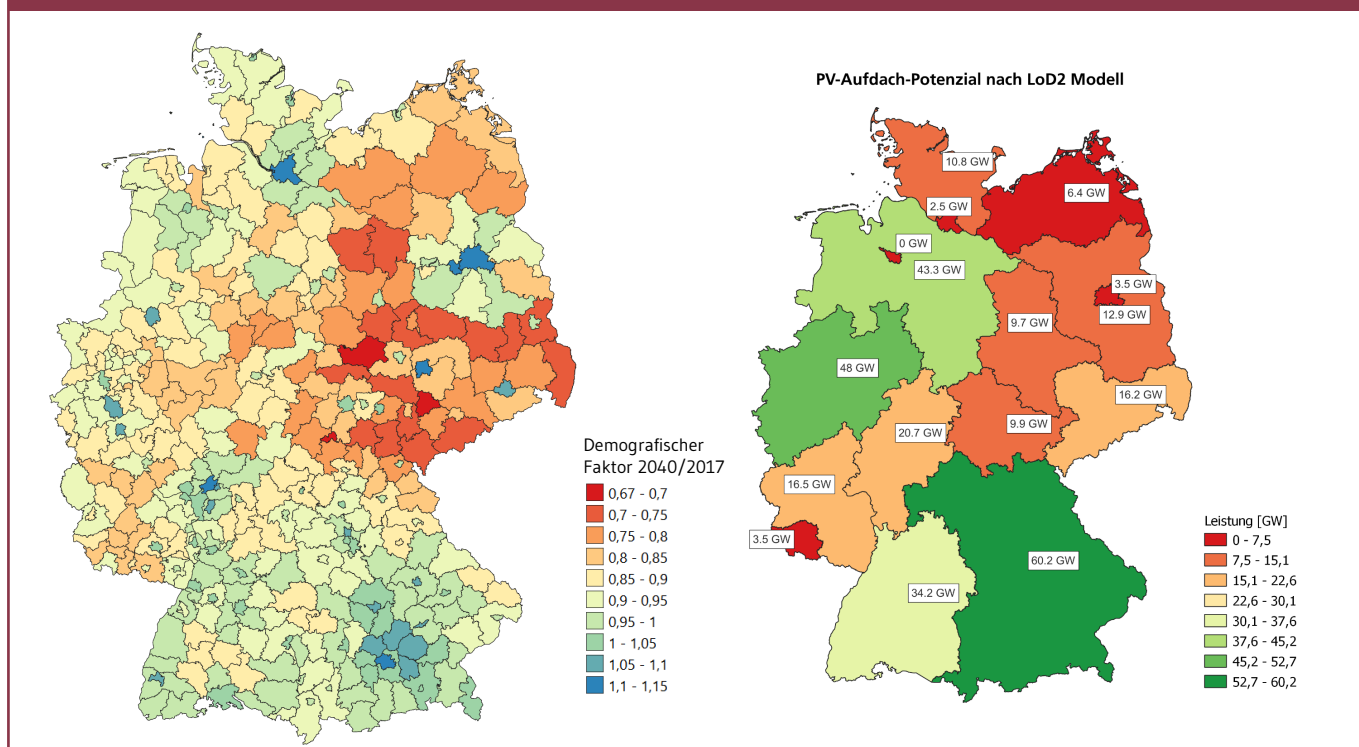 Demografischer
Faktor 2040/2017
0,67 - 0,7
0,7 - 0,75
0,75 - 0,8
0,8 - 0,85
0,85 - 0,9
0,9 - 0,95
0,95 - 1
1 - 1,05
1,05 - 1,1
1,1 - 1,15
PV-Aufdach-Potenzial nach LoD2 Modell
10.8 GW
6.4 GW
2.5 GW
0 GW
43.3 GW
3.5 GW
12.9 GW
9.7 GW
48 GW
16.2 GW
20.7 GW
9.9 GW
16.5 GW
3.5 GW
60.2 GW
34.2 GW
Leistung [GW]
0 - 7,5
7,5 - 15,1
15,1 - 22,6
22,6 - 30,1
30,1 - 37,6
37,6 - 45,2
45,2 - 52,7
52,7 - 60,2